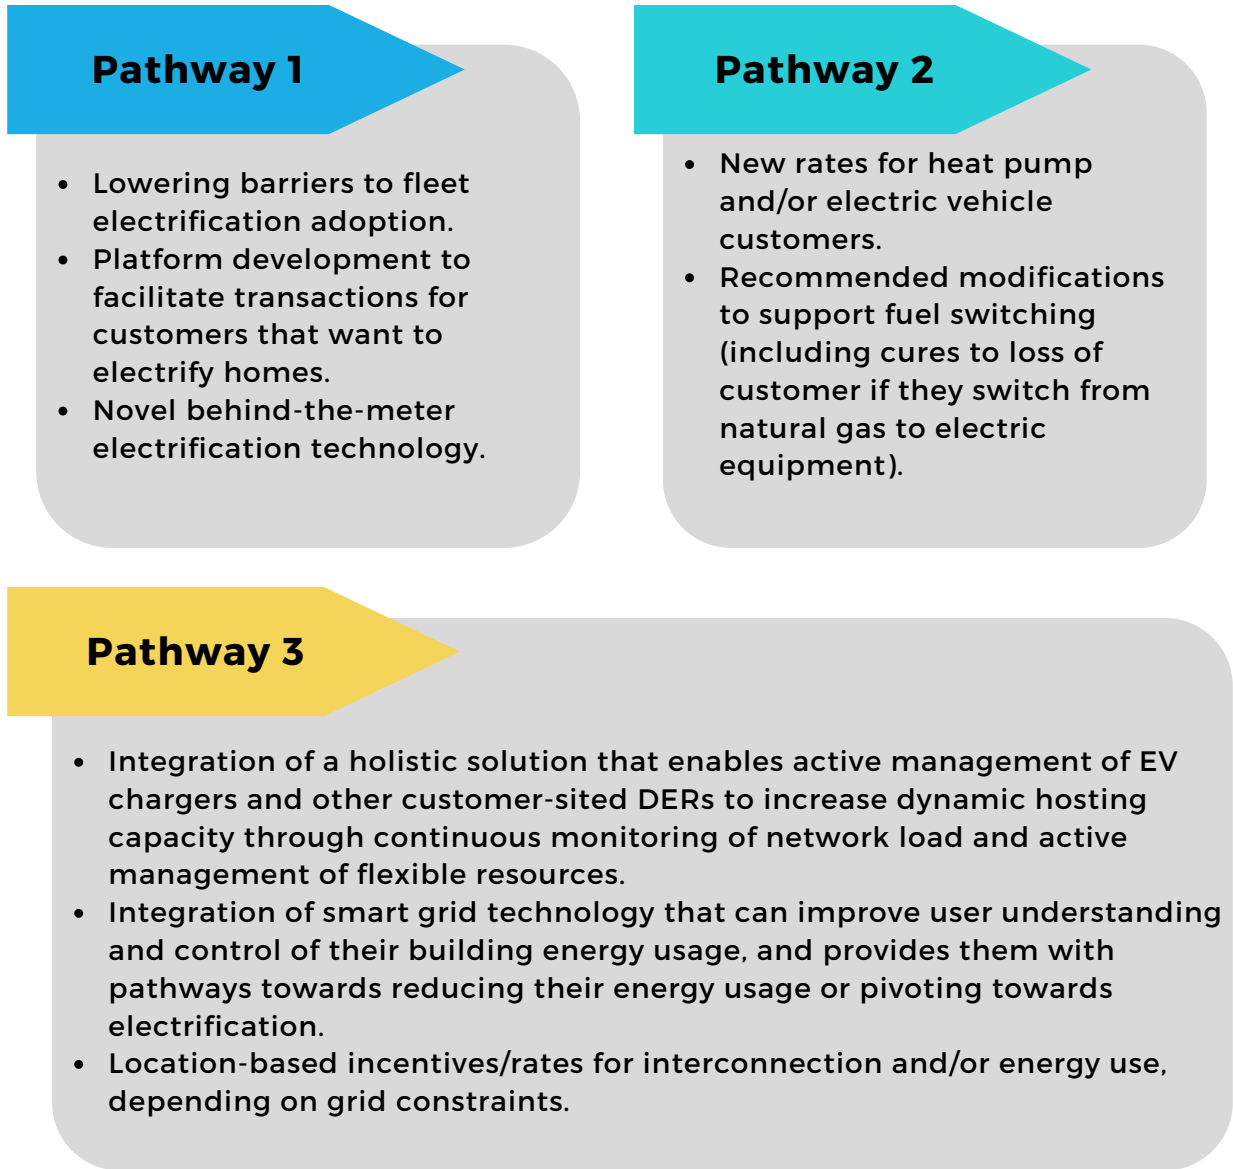 Pathway 1
• Lowering barriers to fleet
electrification adoption.
• Platform development to
facilitate transactions for
customers that want to
electrify homes.
• Novel behind-the-meter
electrification technology.
Pathway 2
• New rates for heat pump
and/or electric vehicle
customers.
• Recommended modifications
to support fuel switching
(including cures to loss of
customer if they switch from
natural gas to electric
equipment).
Pathway 3
• Integration of a holistic solution that enables active management of EV
chargers and other customer-sited DERs to increase dynamic hosting
capacity through continuous monitoring of network load and active
management of flexible resources.
• Integration of smart grid technology that can improve user understanding
and control of their building energy usage, and provides them with
pathways towards reducing their energy usage or pivoting towards
electrification.
• Location-based incentives/rates for interconnection and/or energy use,
depending on grid constraints.